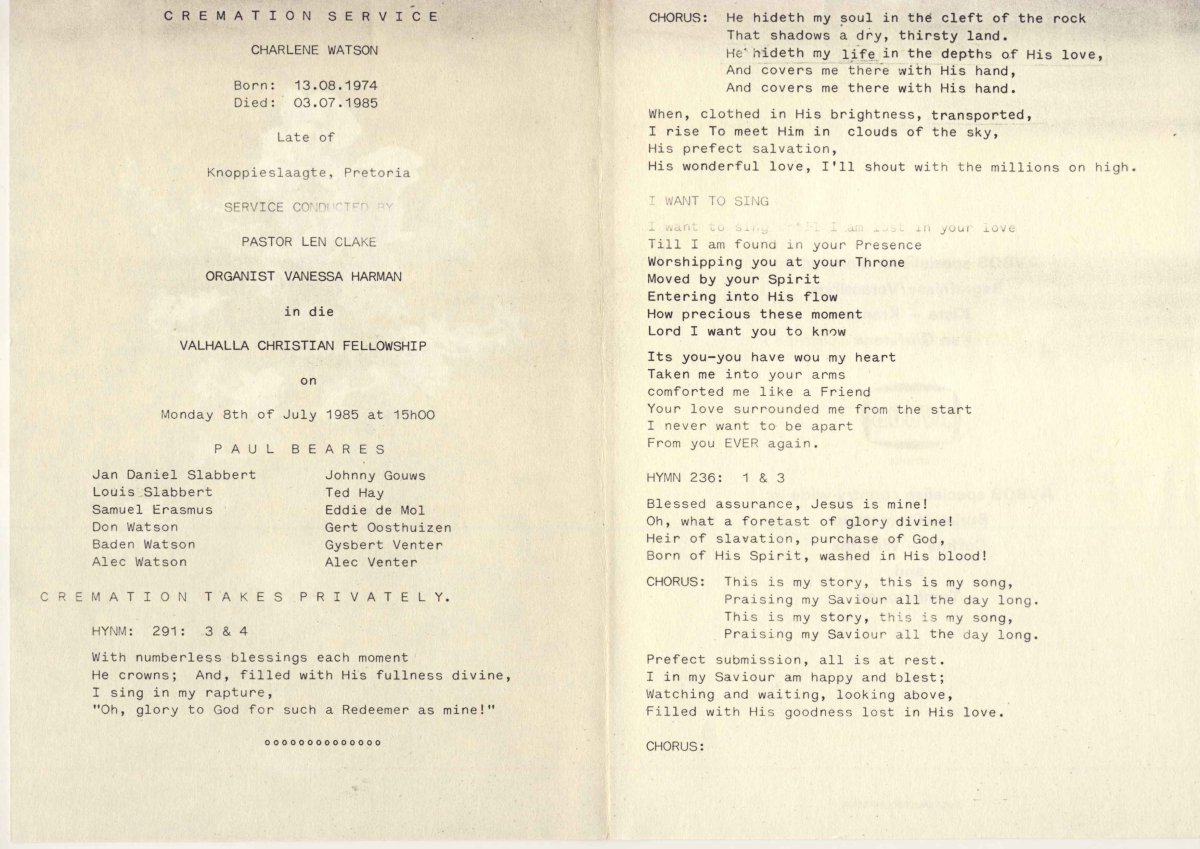 CREMATION SERVICE
CHARLENE WATSON
Born: 13.08.1974
Died: 03.07.1985
Late of
Knoppieslaagte, Pretoria
SERVICE CONDUCTED BY
PASTOR LEN CLAKE
ORGANIST VANESSA HARMAN
in die
VALHALLA CHRISTIAN FELLOWSHIP
on
Monday 8th of July 1985 at 15h00
PAUL BEARES
Jan Daniel Slabbert Johnny Gouws
Louis Slabbert Ted Hay
Samuel Erasmus Eddie de Mol
Don Watson Gert Oosthuizen
Baden Watson Gysbert Venter
Alec Watson Alec Venter
CREMATION TAKES PRIVATELY.
HYNM: 291: 3 & 4
With numberless blessings each moment
He crowns; And, filled with His fullness divine,
I sing in my rapture,
"Oh, glory to God for such a Redeemer as mine!"
oooooooooooooo
CHORUS: He hideth my soul in the cleft of the rock
That shadows a dry, thirsty land.
He hideth my life in the depths of His love,
And covers me there with His hand,
And covers me there with His hand.
When, clothed in His brightness, transported,
I rise To meet Him in clouds of the sky,
His prefect salvation,
His wonderful love, I'll shout with the millions on high.
I WANT TO SING
I want to sing till I am lost in your love
Till I am found in your Presence
Worshipping you at your Throne
Moved by your Spirit
Entering into His flow
How precious these moment
Lord I want you to know
Its you-you have wou my heart
Taken me into your arms
comforted me like a Friend
Your love surrounded me from the start
I never want to be apart
From you EVER again.
HYMN 236: 1 & 3
Blessed assurance, Jesus is mine!
Oh, what a foretast of glory divine!
Heir of slavation, purchase of God,
Born of His Spirit, washed in His blood!
CHORUS: This is my story, this is my song,
Praising my Saviour all the day long.
This is my story, this is my song,
Praising my Saviour all the day long.
Prefect submission, all is at rest.
I in my Saviour am happy and blest;
Watching and waiting, looking above,
Filled with His goodness lost in His love.
CHORUS: